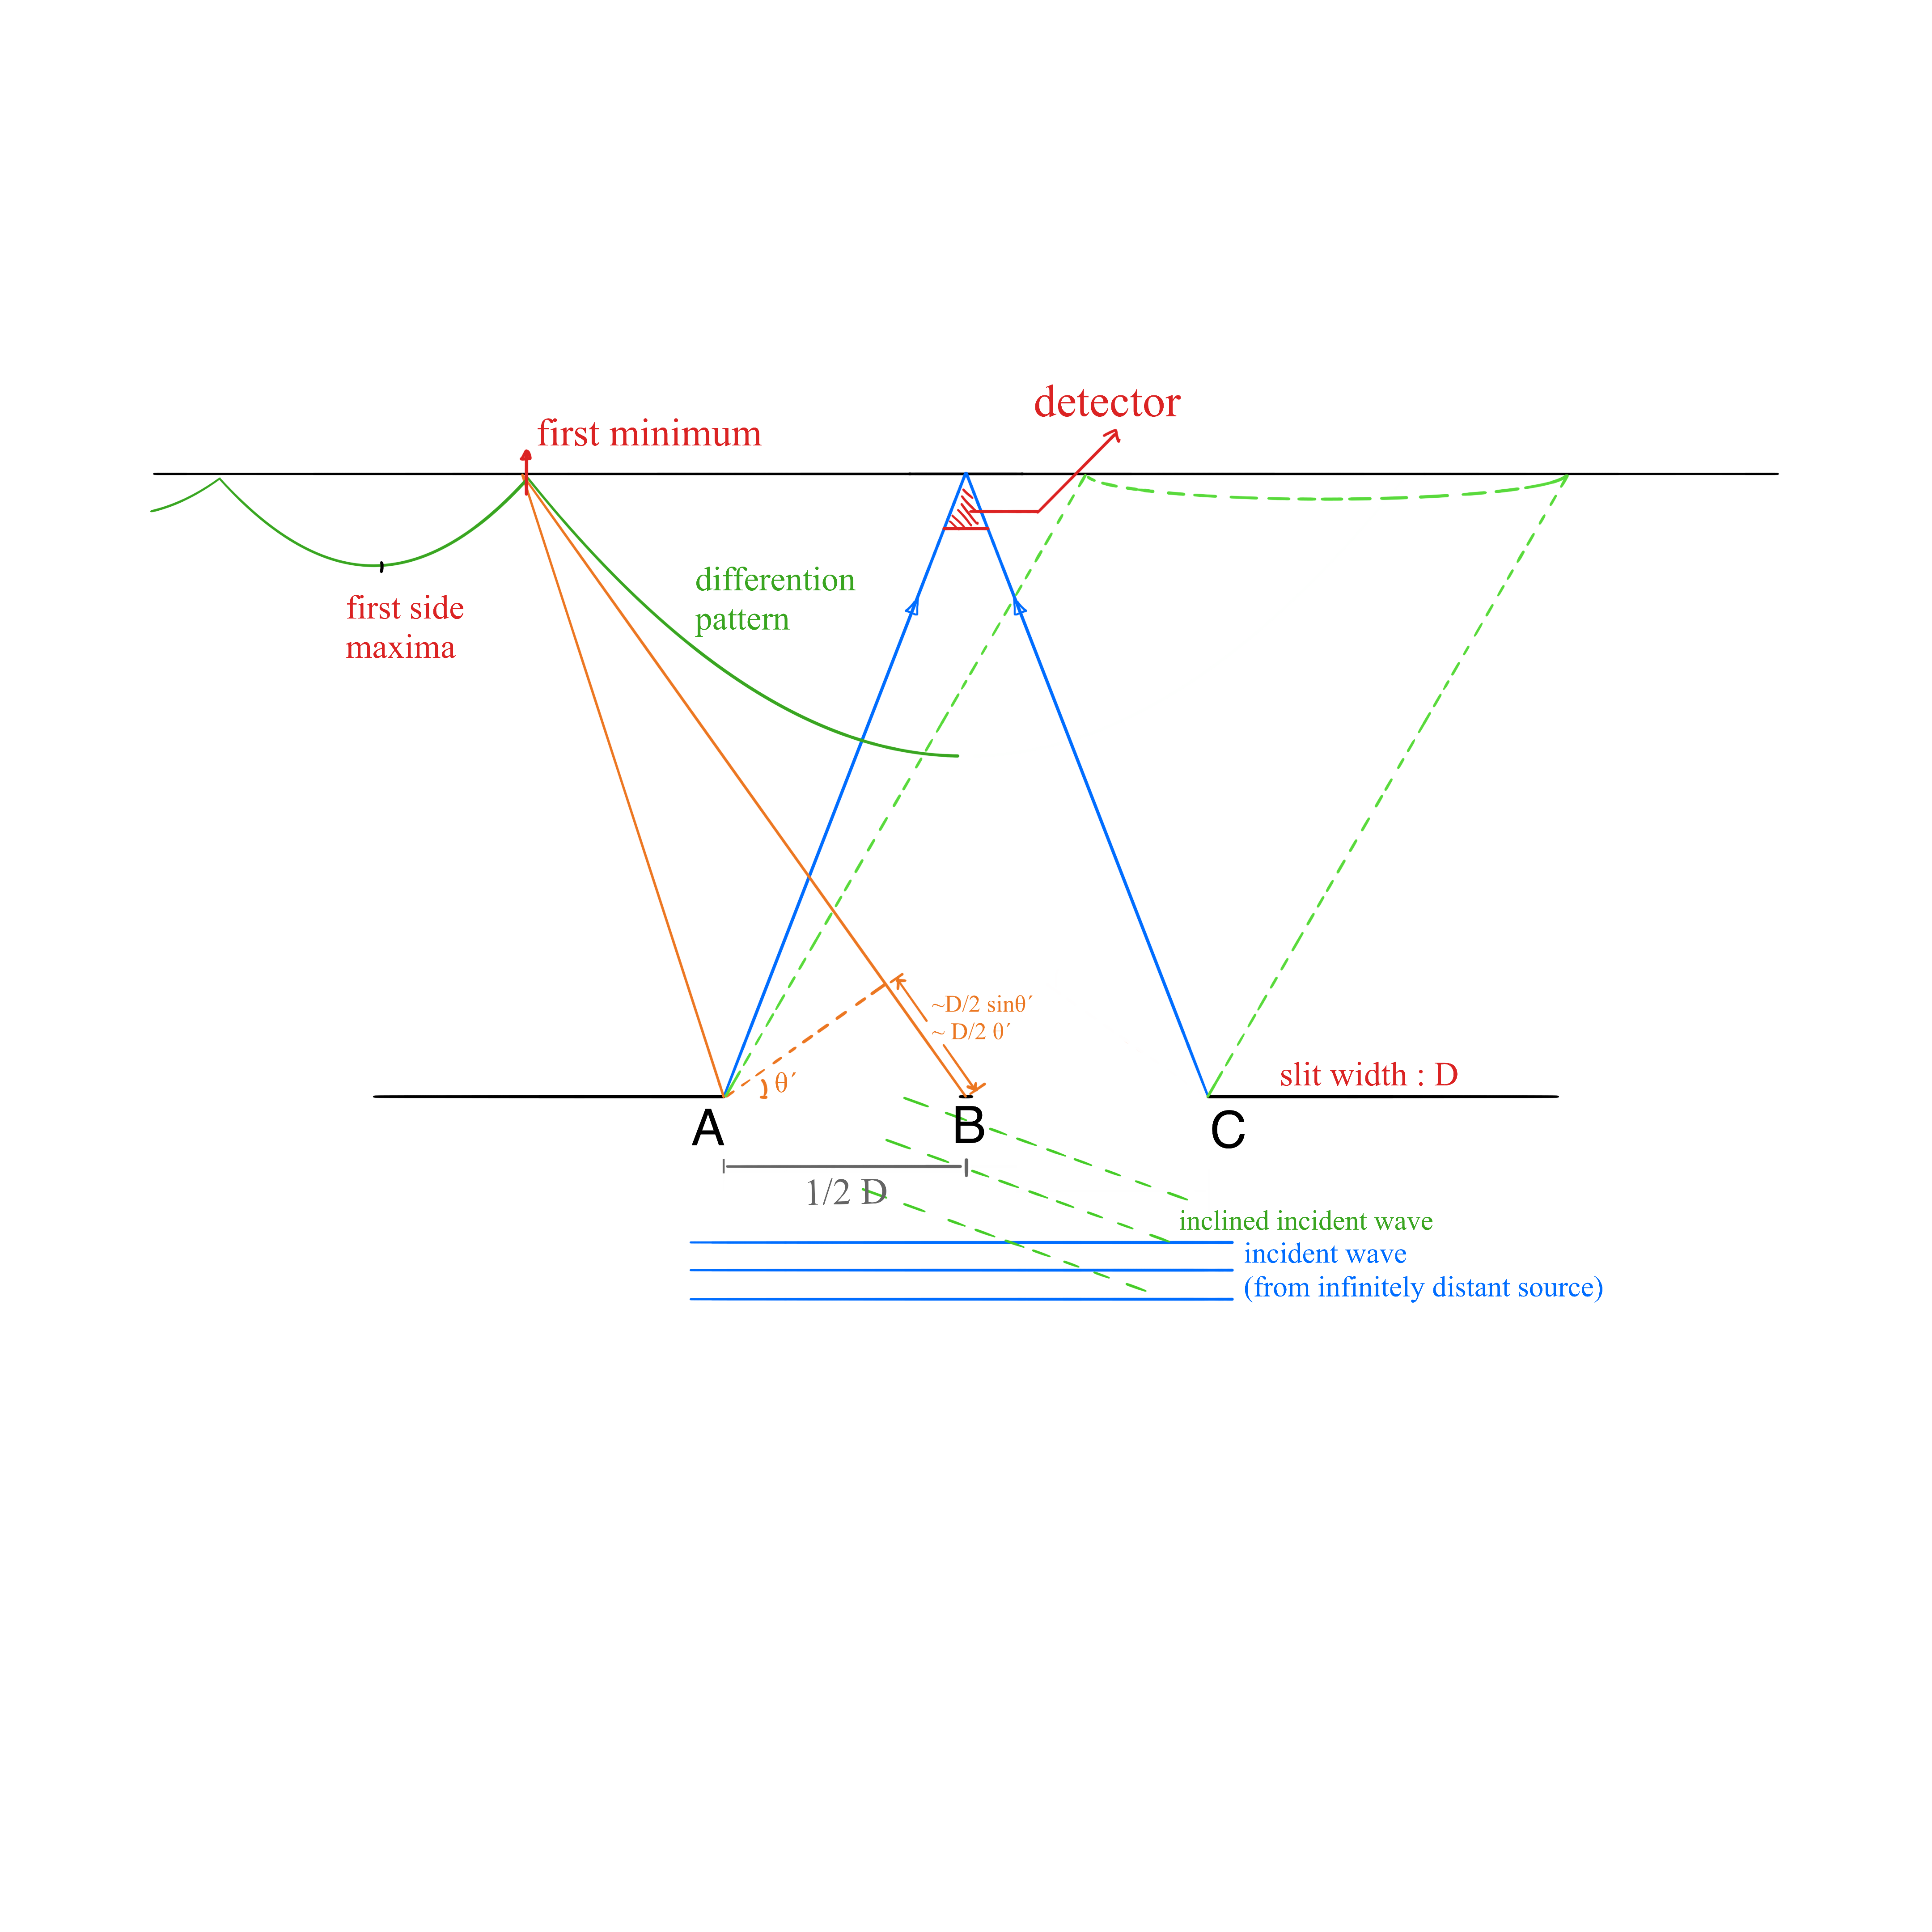 detector
first minimum
differention
pattern
first side
maxima
~D/2 sinθ´
~ D/2 θ´
θ´
slit width : D
A
B
C
1/2 D
inclined incident wave
incident wave
(from infinitely distant source)